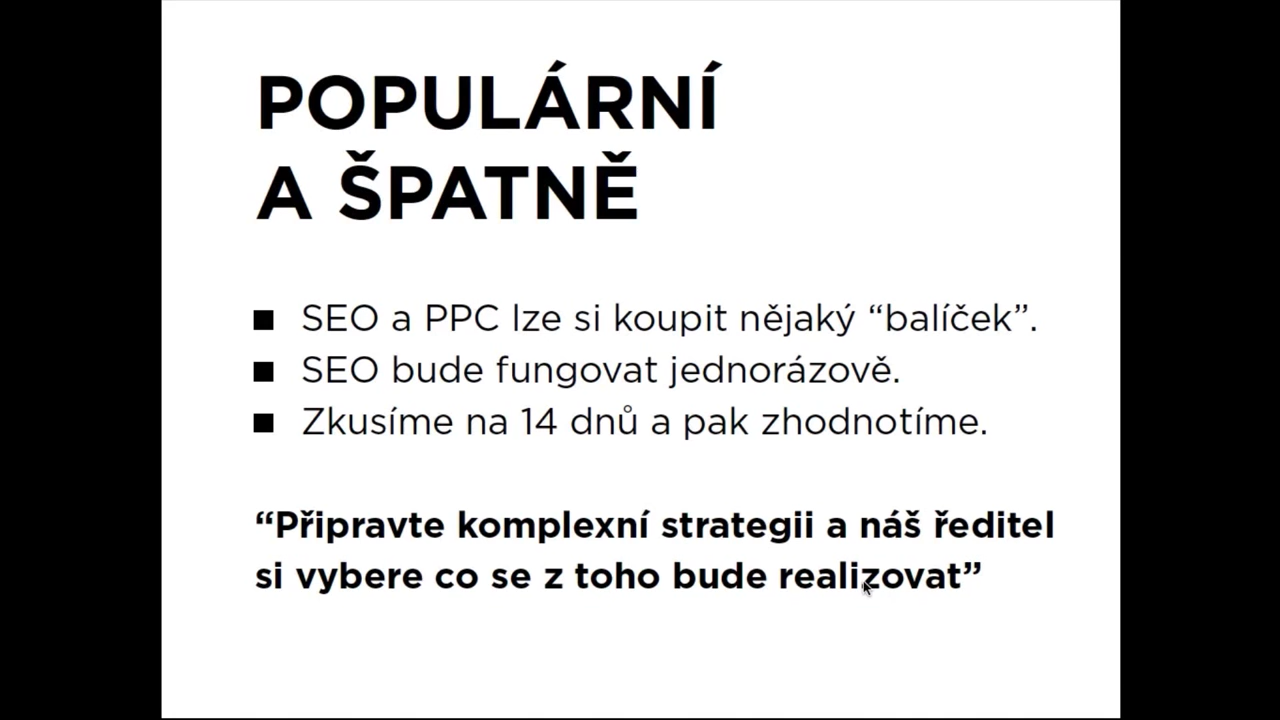 POPULÁRNÍ
A ŠPATNĚ
■ SEO a PPC lze si koupit nějaký “balíček”.
■ SEO bude fungovat jednorázově.
■ Zkusíme na 14 dnů a pak zhodnotíme.
“Připravte komplexní strategii a náš ředitel
si vybere co se z toho bude realizovat”